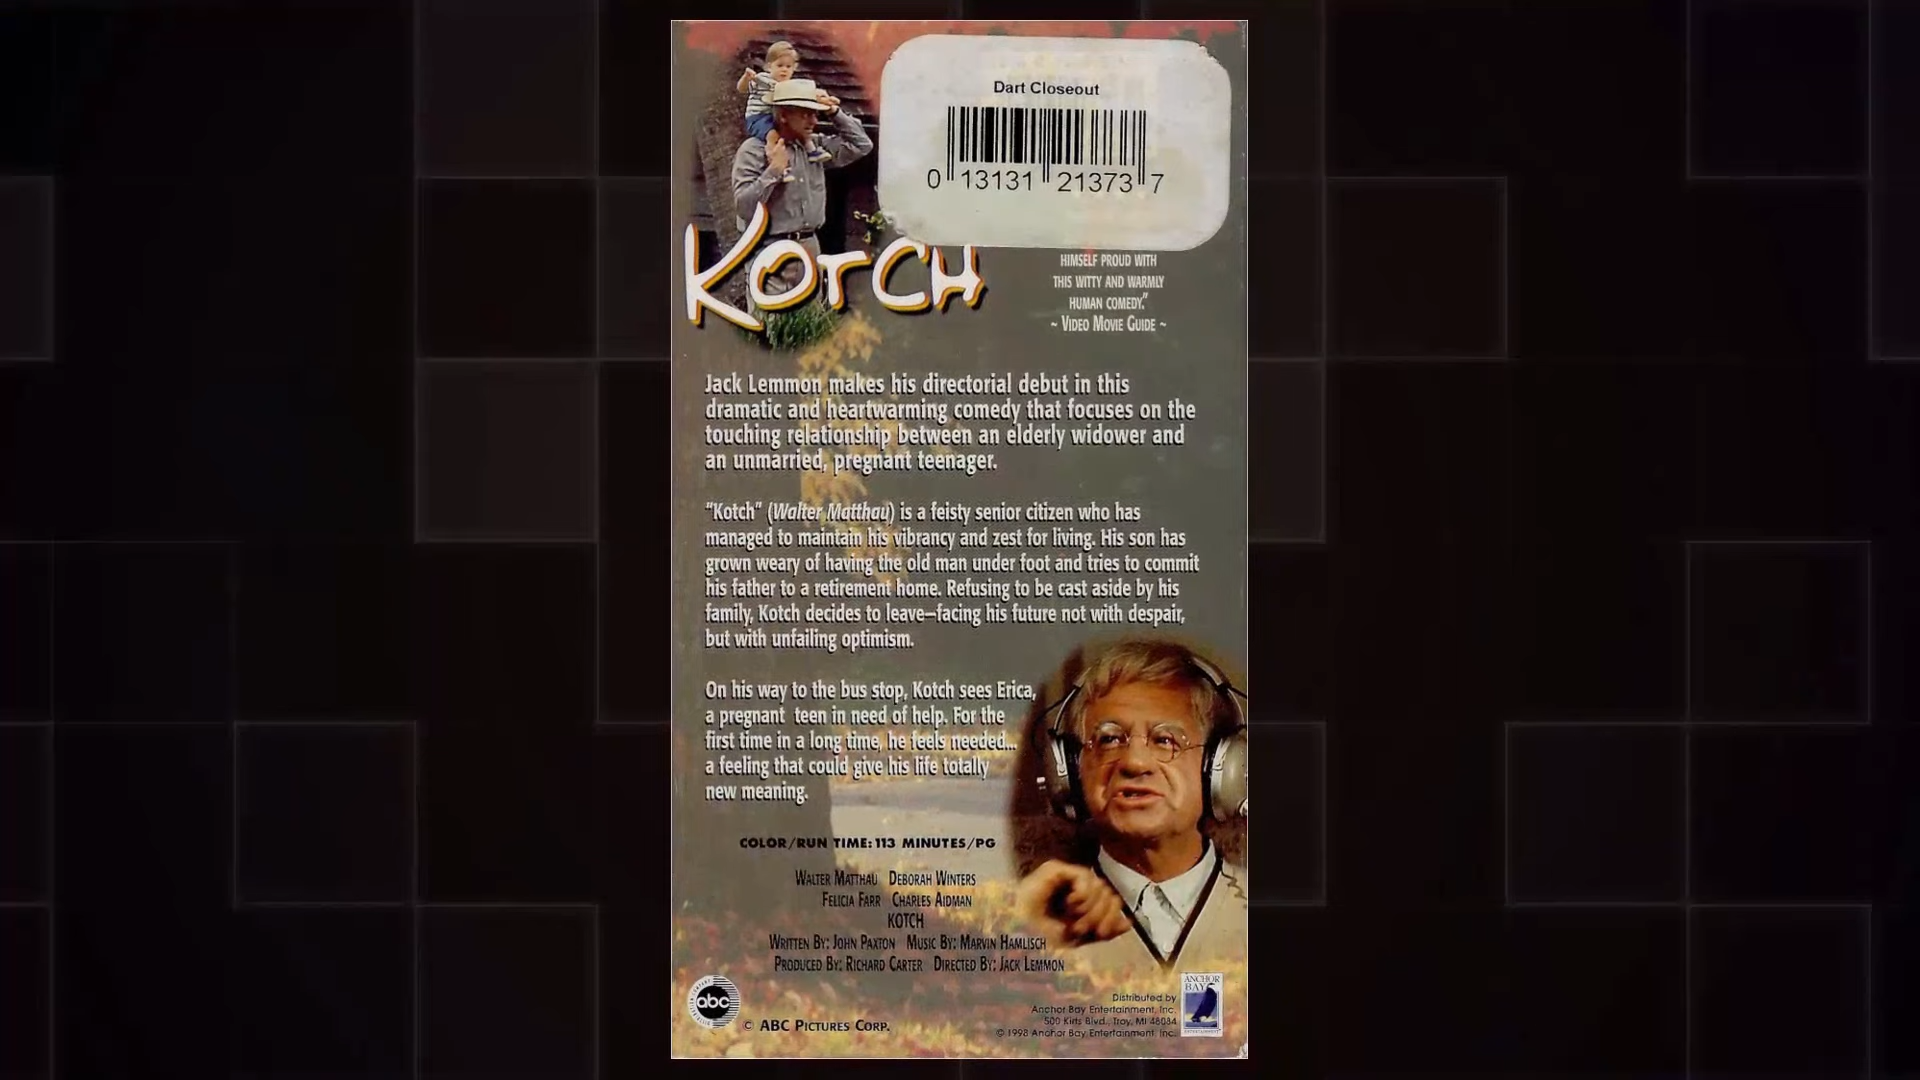 Dart Closeout
0 13131 21373 7
KOTCH
HIMSELF PROUD WITH
THIS WITTY AND WARMLY
HUMAN COMEDY."
~ VIDEO MOVIE GUIDE ~
Jack Lemmon makes his directorial debut in this
dramatic and heartwarming comedy that focuses on the
touching relationship between an elderly widower and
an unmarried, pregnant teenager.
"Kotch" (Walter Matthau) is a feisty senior citizen who has
managed to maintain his vibrancy and zest for living. His son has
grown weary of having the old man under foot and tries to commit
his father to a retirement home. Refusing to be cast aside by his
family, Kotch decides to leave—facing his future not with despair,
but with unfailing optimism.
On his way to the bus stop, Kotch sees Erica,
a pregnant teen in need of help. For the
first time in a long time, he feels needed...
a feeling that could give his life totally
new meaning.
COLOR/RUN TIME: 113 MINUTES/PG
WALTER MATTHAU DEBORAH WINTERS
FELICIA FARR CHARLES AIDMAN
KOTCH
WRITTEN BY: JOHN PAXTON MUSIC BY: MARVIN HAMLISCH
PRODUCED BY: RICHARD CARTER DIRECTED BY: JACK LEMMON
abc
© ABC PICTURES CORP.
Distributed by
Anchor Bay Entertainment, Inc.
500 Kirts Blvd., Troy, MI 48084
© 1998 Anchor Bay Entertainment, Inc.
ANCHOR
BAY
ENTERTAINMENT